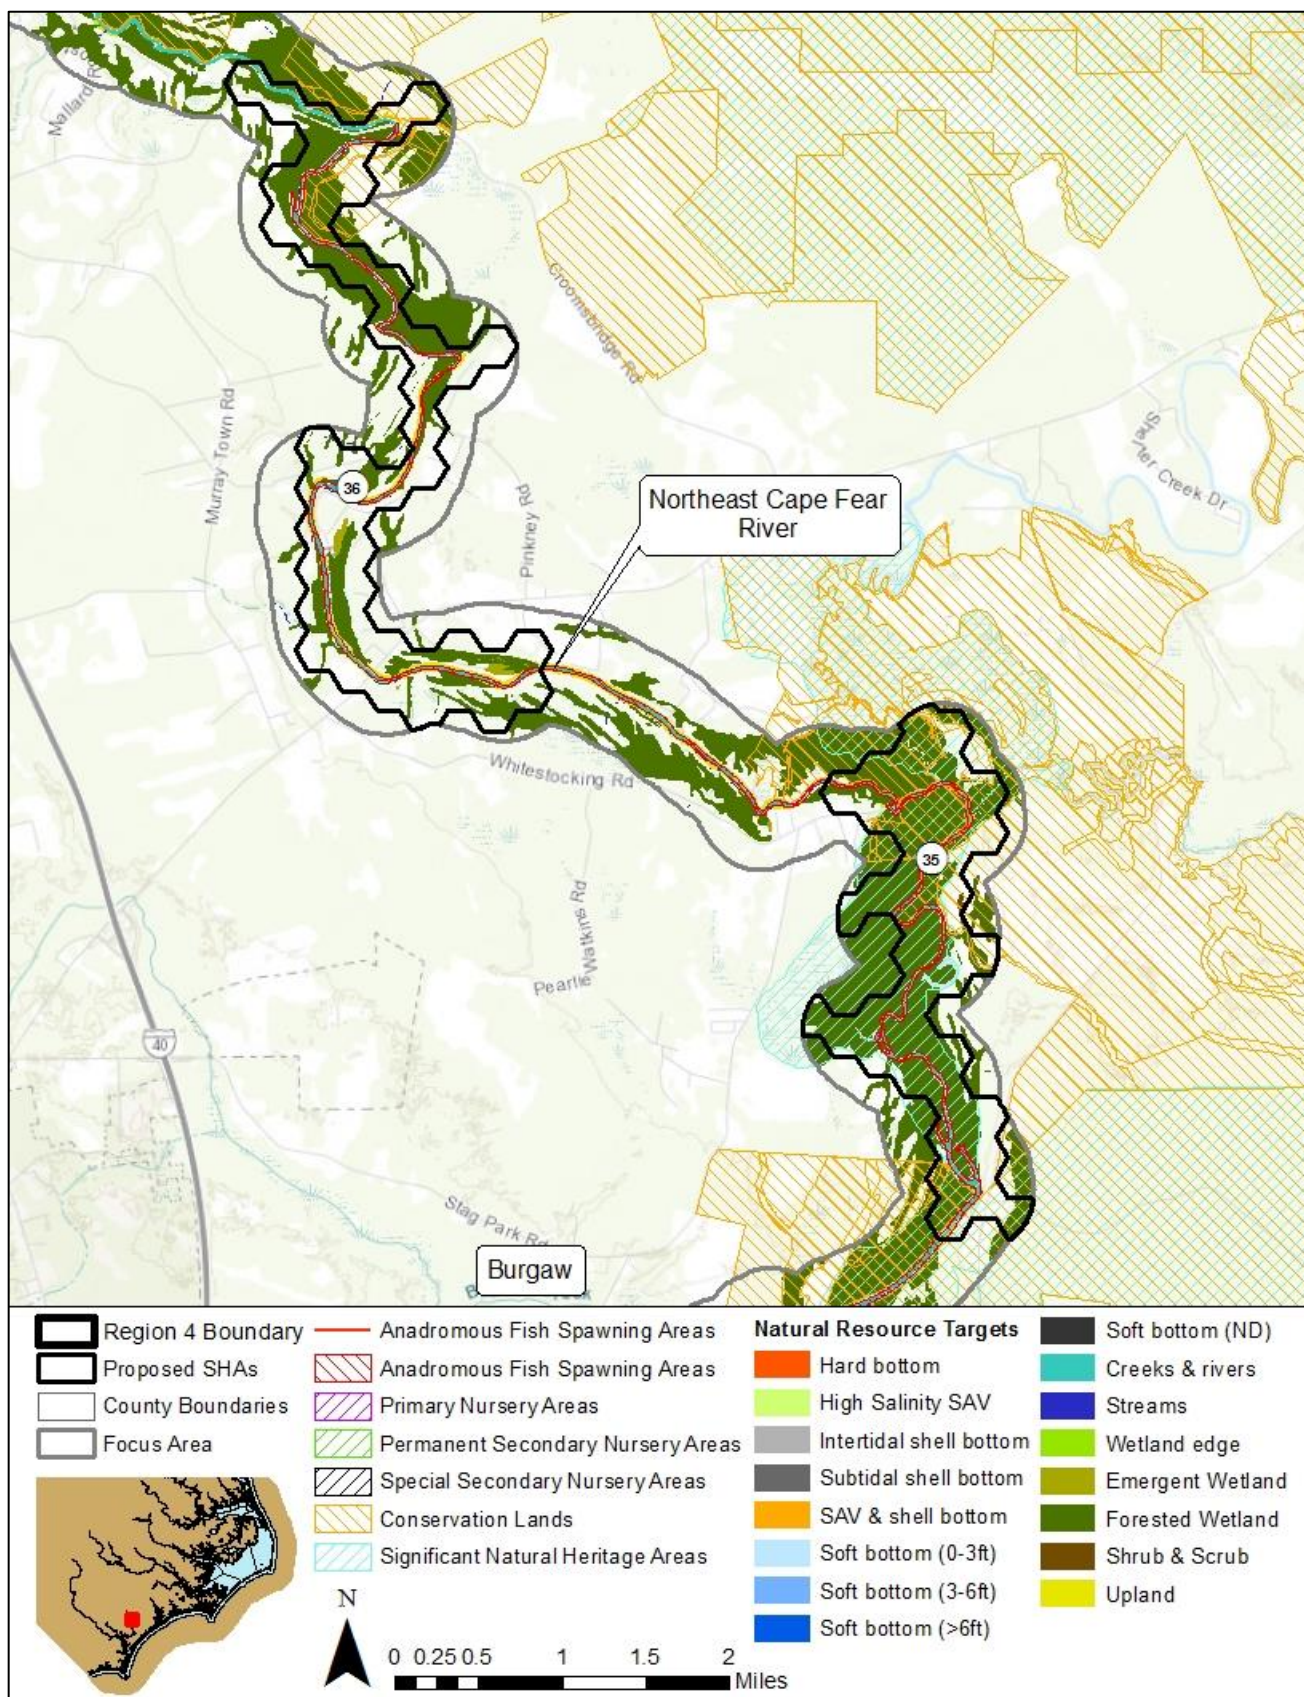 Mallard Rd
Croomsbridge Rd
Murray Town Rd
Shelter Creek Dr
36
Pinkney Rd
Northeast Cape Fear
River
Whitestocking Rd
35
Watkins Rd
Pearlie
40
Stag Park Rd
Burgaw
Region 4 Boundary
Proposed SHAs
County Boundaries
Focus Area
Anadromous Fish Spawning Areas
Anadromous Fish Spawning Areas
Primary Nursery Areas
Permanent Secondary Nursery Areas
Special Secondary Nursery Areas
Conservation Lands
Significant Natural Heritage Areas
Natural Resource Targets
Hard bottom
High Salinity SAV
Intertidal shell bottom
Subtidal shell bottom
SAV & shell bottom
Soft bottom (0-3ft)
Soft bottom (3-6ft)
Soft bottom (>6ft)
Soft bottom (ND)
Creeks & rivers
Streams
Wetland edge
Emergent Wetland
Forested Wetland
Shrub & Scrub
Upland
N
0 0.25 0.5 1 1.5 2
Miles